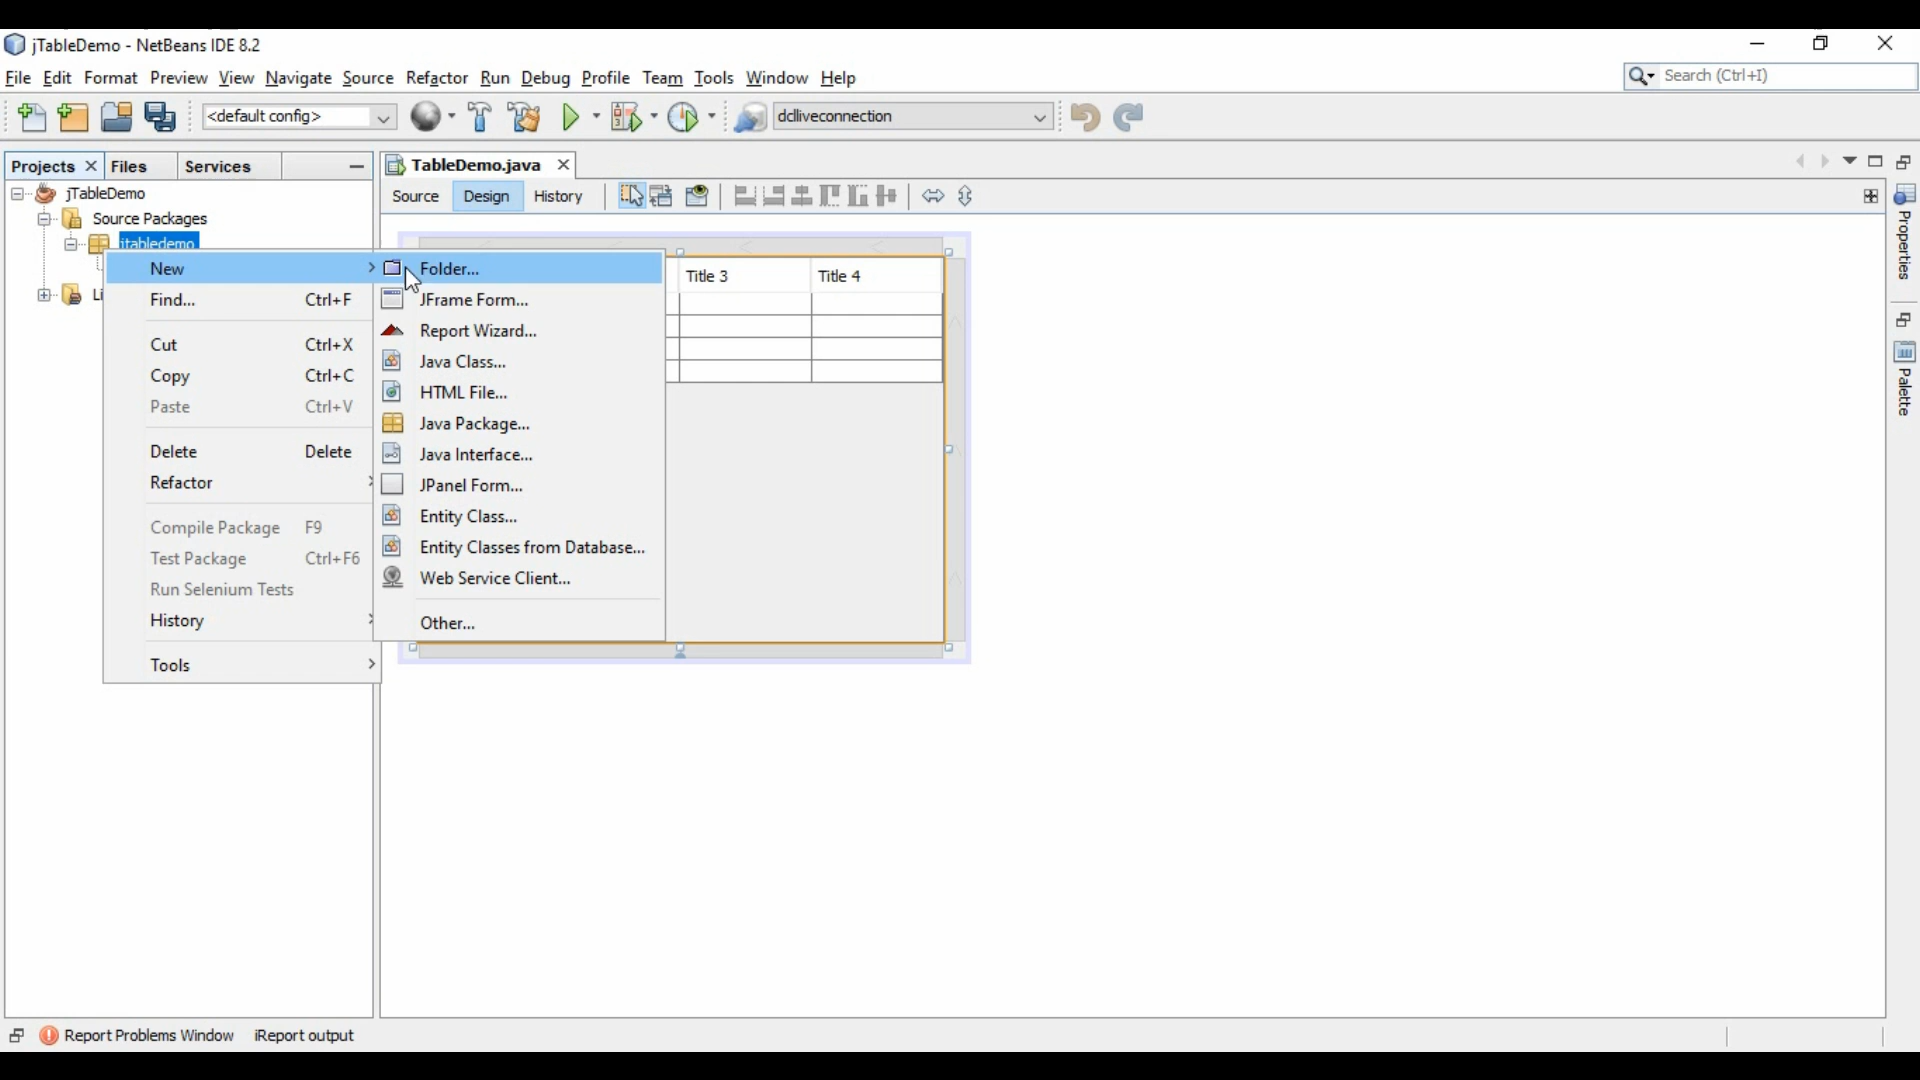 jTableDemo - NetBeans IDE 8.2
File Edit Format Preview View Navigate Source Refactor Run Debug Profile Team Tools Window Help
Search (Ctrl+I)
<default config>
dclliveconnection
Projects Files Services
TableDemo.java
jTableDemo
Source Design History
Source Packages
jtabledemo
New
Find... Ctrl+F
Cut Ctrl+X
Copy Ctrl+C
Paste Ctrl+V
Delete Delete
Refactor
Compile Package F9
Test Package Ctrl+F6
Run Selenium Tests
History
Tools
Folder...
JFrame Form...
Report Wizard...
Java Class...
HTML File...
Java Package...
Java Interface...
JPanel Form...
Entity Class...
Entity Classes from Database...
Web Service Client...
Other...
Title 3 Title 4
Properties
Palette
Report Problems Window iReport output